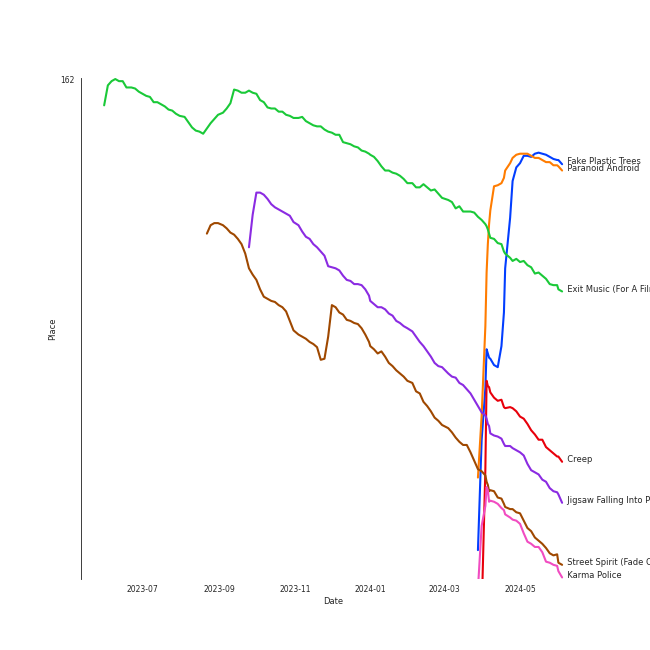 162
Fake Plastic Trees
Paranoid Android
Exit Music (For A Fil
Place
Creep
Jigsaw Falling Into P
Street Spirit (Fade O
Karma Police
2023-07
2023-09
2023-11
2024-01
2024-03
2024-05
Date